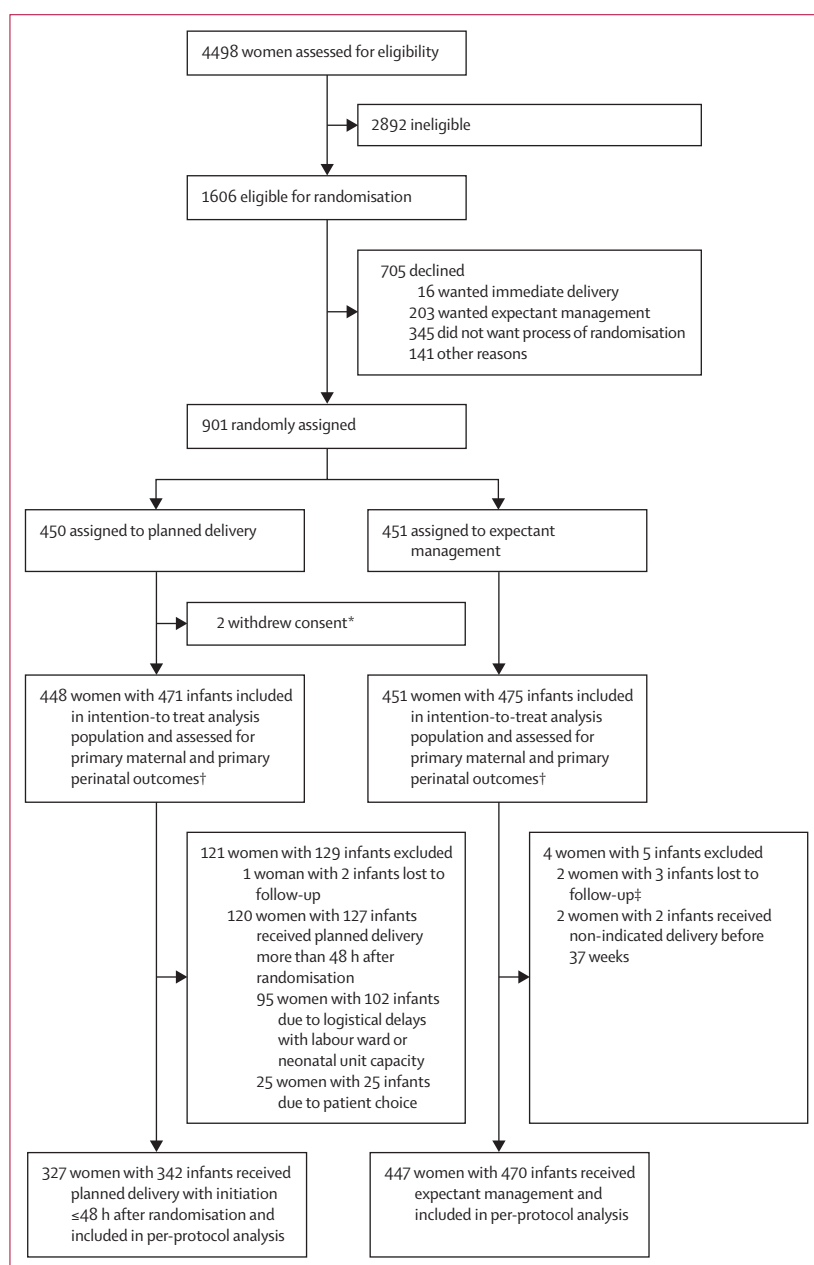 4498 women assessed for eligibility
2892 ineligible
1606 eligible for randomisation
705 declined
16 wanted immediate delivery
203 wanted expectant management
345 did not want process of randomisation
141 other reasons
901 randomly assigned
450 assigned to planned delivery
451 assigned to expectant
management
2 withdrew consent*
448 women with 471 infants included
in intention-to treat analysis
population and assessed for
primary maternal and primary
perinatal outcomes†
451 women with 475 infants included
in intention-to-treat analysis
population and assessed for
primary maternal and primary
perinatal outcomes†
121 women with 129 infants excluded
1 woman with 2 infants lost to
follow-up
120 women with 127 infants
received planned delivery
more than 48 h after
randomisation
95 women with 102 infants
due to logistical delays
with labour ward or
neonatal unit capacity
25 women with 25 infants
due to patient choice
4 women with 5 infants excluded
2 women with 3 infants lost to
follow-up‡
2 women with 2 infants received
non-indicated delivery before
37 weeks
327 women with 342 infants received
planned delivery with initiation
≤48 h after randomisation and
included in per-protocol analysis
447 women with 470 infants received
expectant management and
included in per-protocol analysis